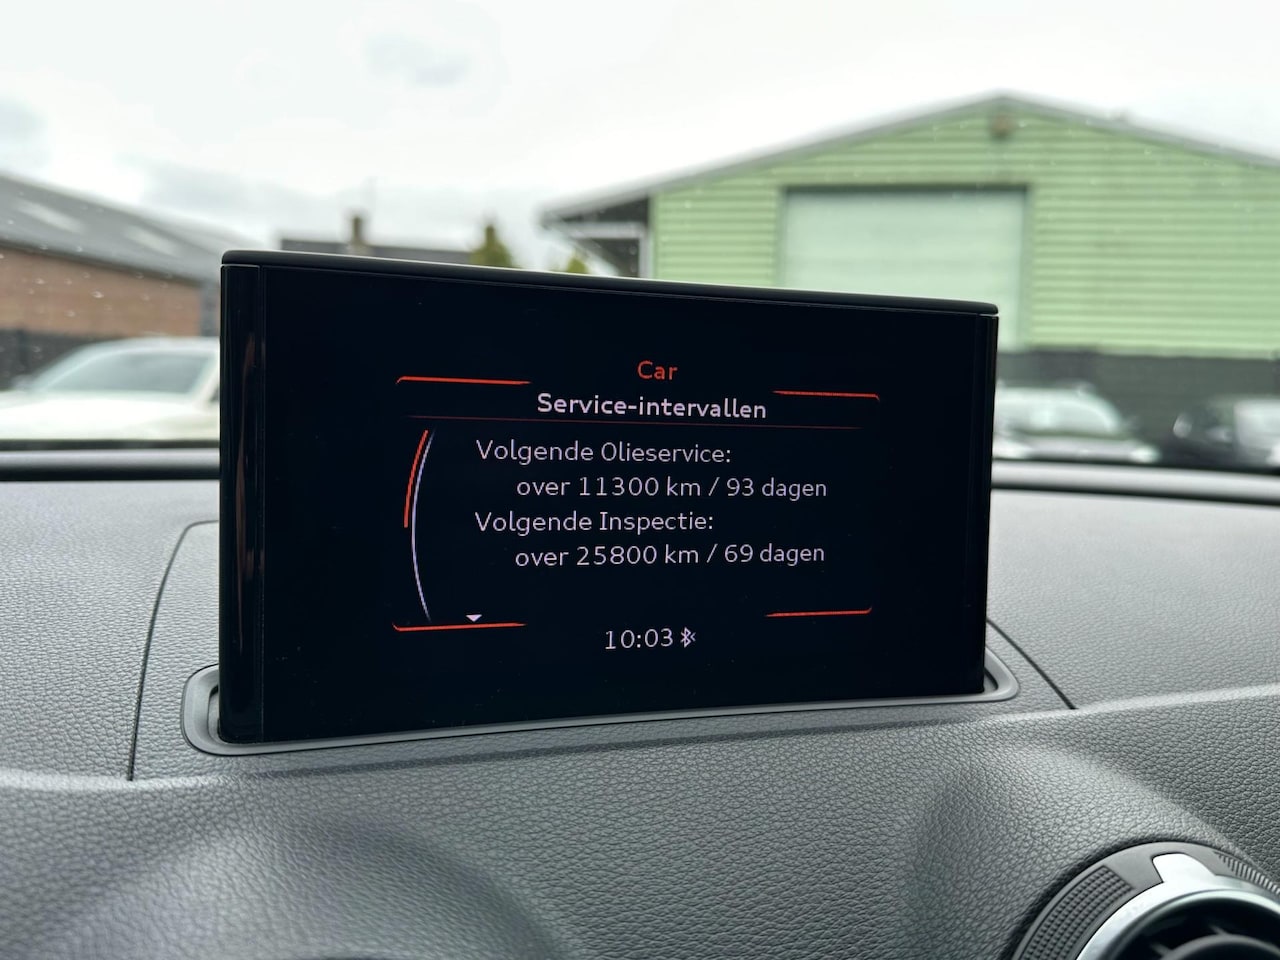 Car
Service-intervallen
Volgende Olieservice:
over 11300 km / 93 dagen
Volgende Inspectie:
over 25800 km / 69 dagen
10:03